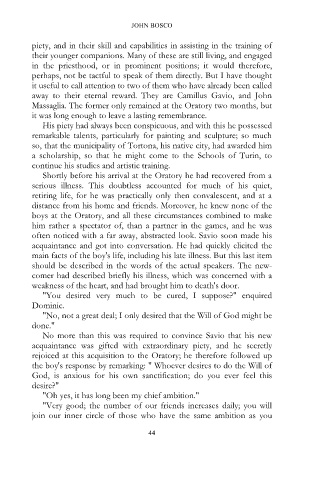 JOHN BOSCO
piety, and in their skill and capabilities in assisting in the training of
their younger companions. Many of these are still living, and engaged
in the priesthood, or in prominent positions; it would therefore,
perhaps, not be tactful to speak of them directly. But I have thought
it useful to call attention to two of them who have already been called
away to their eternal reward. They are Camillus Gavio, and John
Massaglia. The former only remained at the Oratory two months, but
it was long enough to leave a lasting remembrance.
His piety had always been conspicuous, and with this he possessed
remarkable talents, particularly for painting and sculpture; so much
so, that the municipality of Tortona, his native city, had awarded him
a scholarship, so that he might come to the Schools of Turin, to
continue his studies and artistic training.
Shortly before his arrival at the Oratory he had recovered from a
serious illness. This doubtless accounted for much of his quiet,
retiring life, for he was practically only then convalescent, and at a
distance from his home and friends. Moreover, he knew none of the
boys at the Oratory, and all these circumstances combined to make
him rather a spectator of, than a partner in the games, and he was
often noticed with a far away, abstracted look. Savio soon made his
acquaintance and got into conversation. He had quickly elicited the
main facts of the boy's life, including his late illness. But this last item
should be described in the words of the actual speakers. The new-
comer had described briefly his illness, which was concerned with a
weakness of the heart, and had brought him to death's door.
"You desired very much to be cured, I suppose?" enquired
Dominic.
"No, not a great deal; I only desired that the Will of God might be
done."
No more than this was required to convince Savio that his new
acquaintance was gifted with extraordinary piety, and he secretly
rejoiced at this acquisition to the Oratory; he therefore followed up
the boy's response by remarking: " Whoever desires to do the Will of
God, is anxious for his own sanctification; do you ever feel this
desire?"
"Oh yes, it has long been my chief ambition."
"Very good; the number of our friends increases daily; you will
join our inner circle of those who have the same ambition as you
44